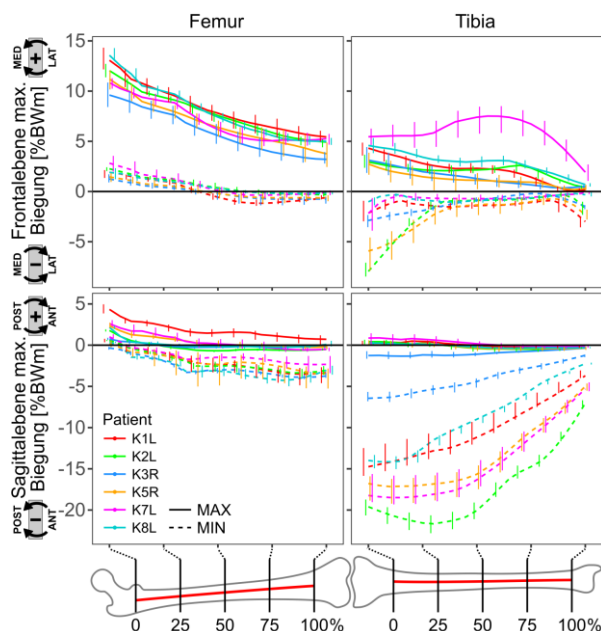 Femur
Tibia
Frontalebene max.
Biegung [%BWm]
MED + LAT
MED − LAT
15
10
5
0
-5
Sagittalebene max.
Biegung [%BWm]
POST + ANT
POST − ANT
5
0
-5
-10
-15
-20
Patient
K1L
K2L
K3R
K5R
K7L
K8L
MAX
MIN
0 25 50 75 100%
0 25 50 75 100%